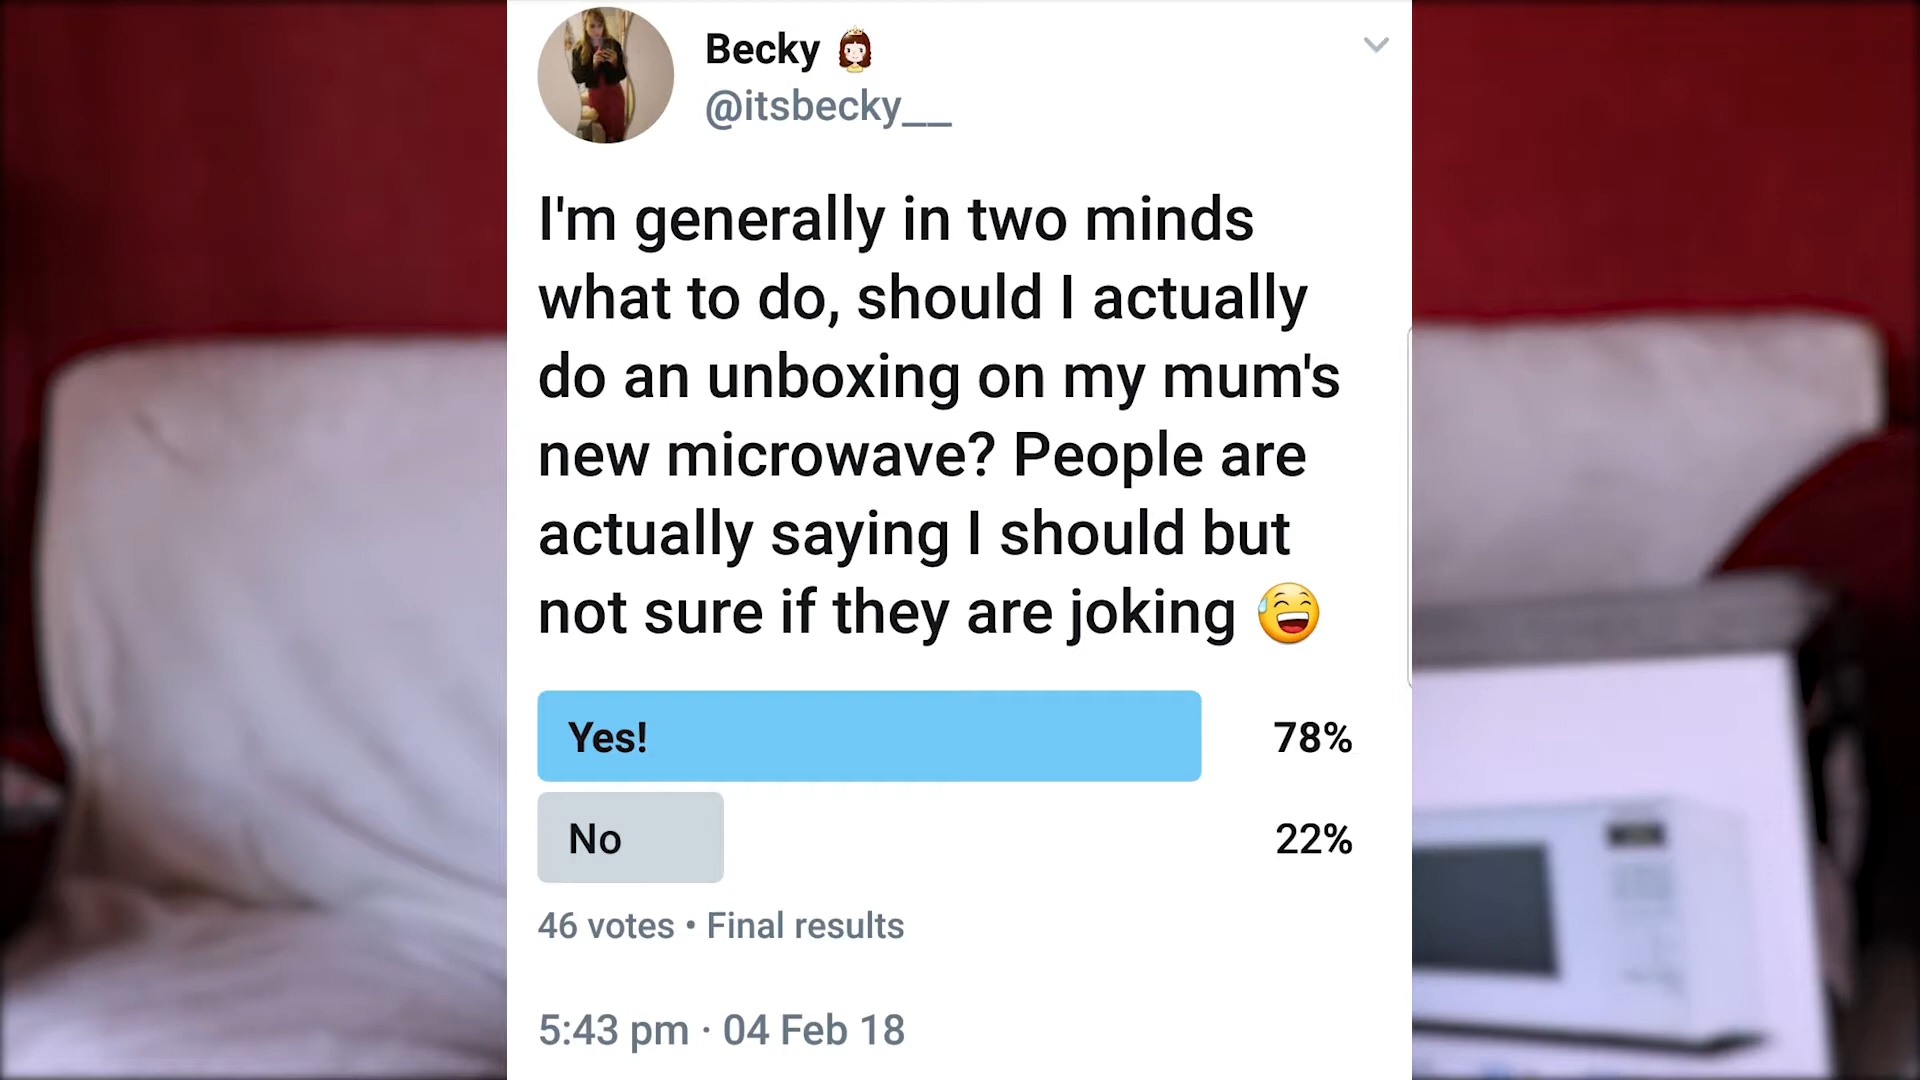 Becky 👸
@itsbecky__
I'm generally in two minds
what to do, should I actually
do an unboxing on my mum's
new microwave? People are
actually saying I should but
not sure if they are joking 😅
Yes! 78%
No 22%
46 votes • Final results
5:43 pm · 04 Feb 18